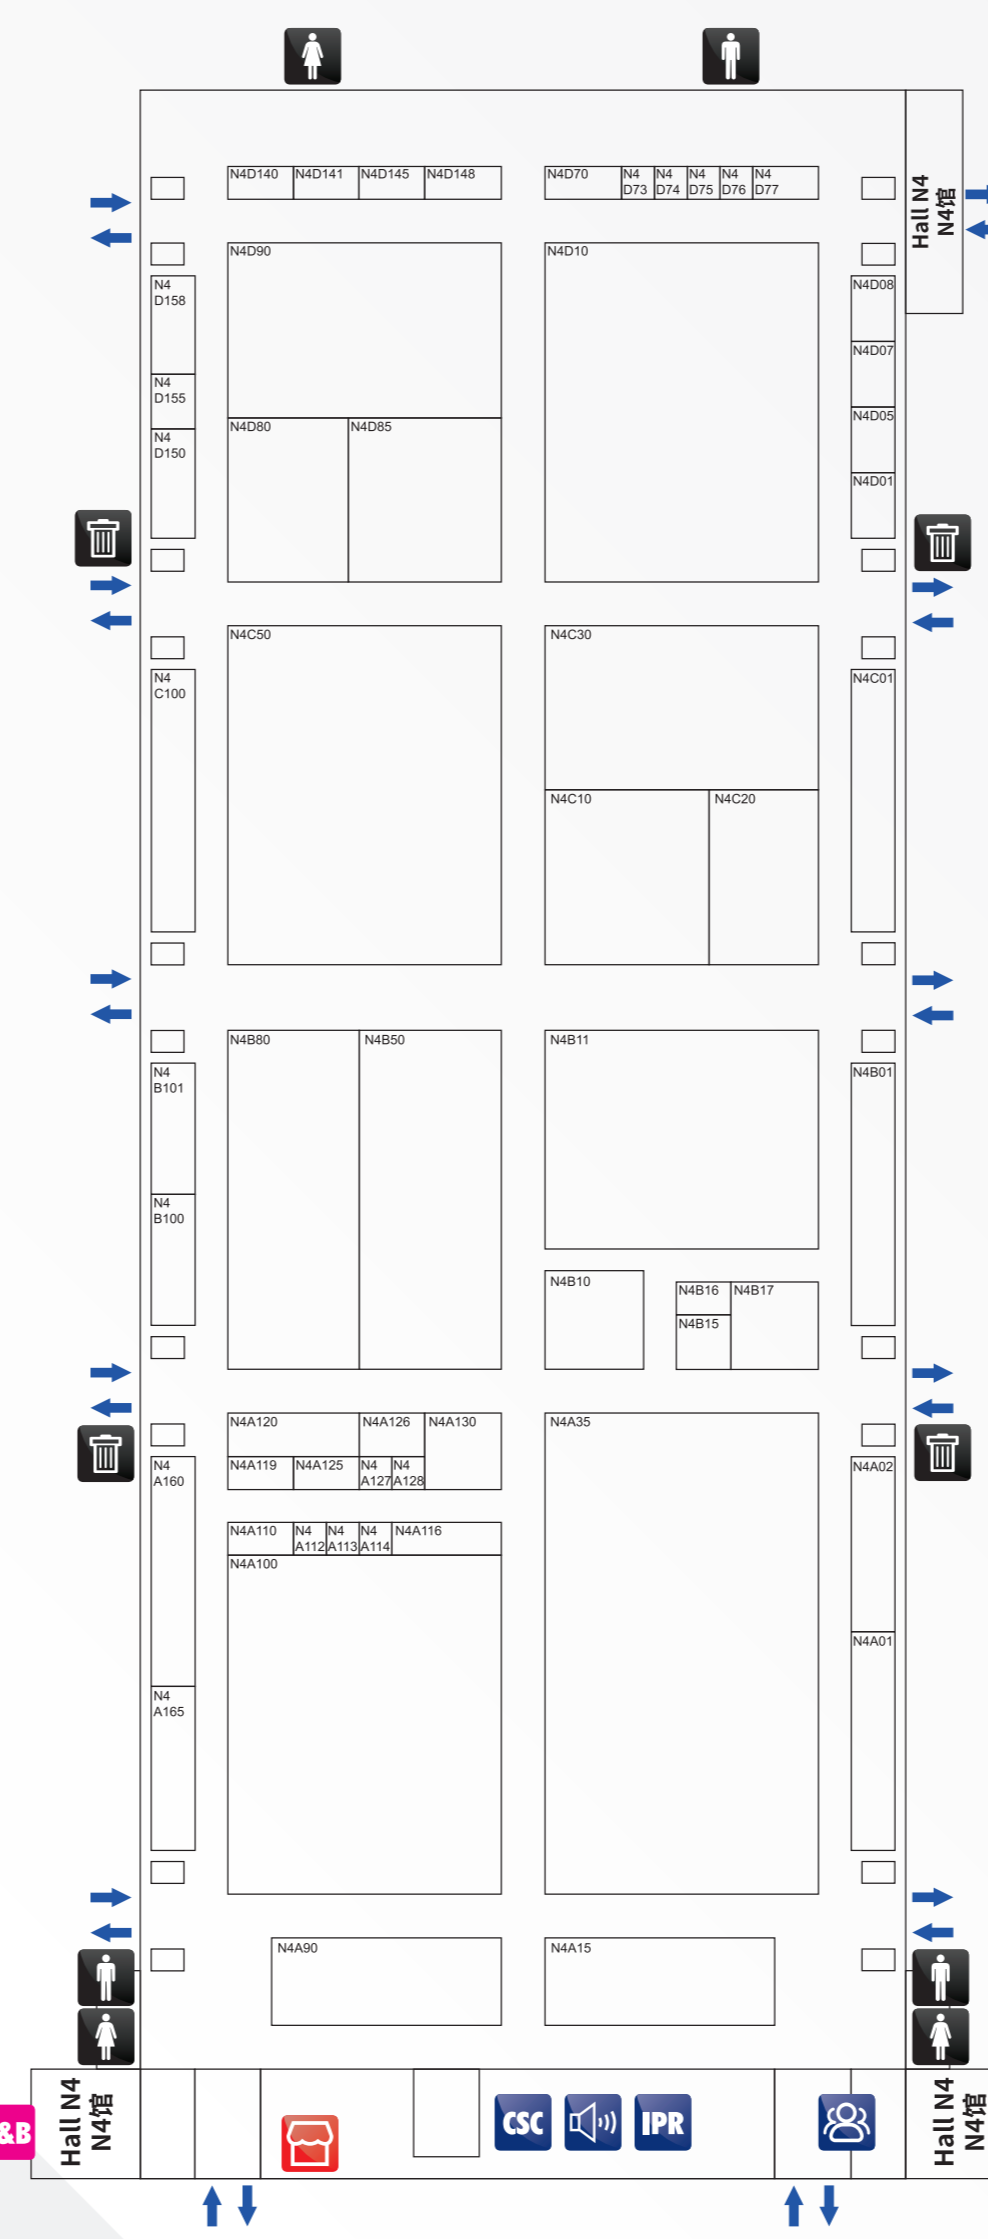 N4D140 N4D141 N4D145 N4D148
N4D70 N4 N4 N4 N4 N4
D73 D74 D75 D76 D77
Hall N4
N4馆
N4D90 N4D10
N4
D158
N4D08
N4D07
N4
D155
N4D05
N4D80 N4D85
N4
D150
N4D01
N4C50 N4C30
N4
C100
N4C01
N4C10 N4C20
N4B80 N4B50 N4B11
N4
B101
N4B01
N4
B100
N4B10
N4B16 N4B17
N4B15
N4A120 N4A126 N4A130 N4A35
N4A119 N4A125 N4 N4
A127 A128
N4
A160
N4A02
N4A110 N4 N4 N4 N4A116
A112 A113 A114
N4A100
N4A01
N4
A165
N4A90 N4A15
Hall N4
N4馆
&B
CSC IPR
Hall N4
N4馆